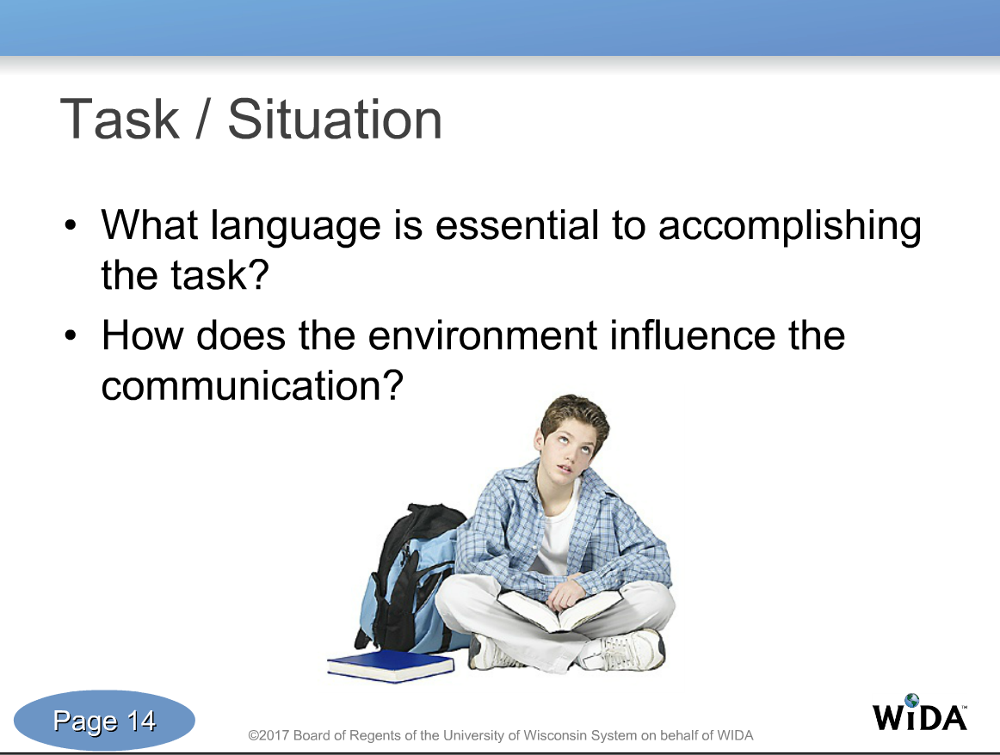 Task / Situation
• What language is essential to accomplishing
the task?
• How does the environment influence the
communication?
Page 14
©2017 Board of Regents of the University of Wisconsin System on behalf of WIDA
WiDA™